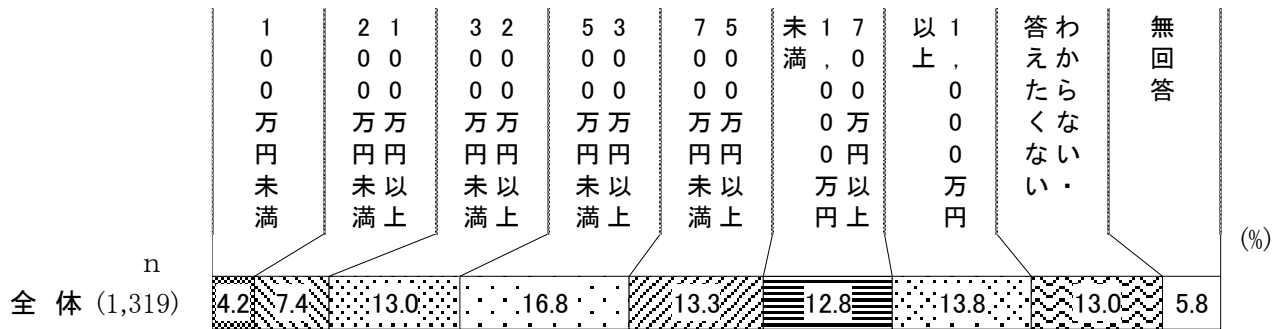 100万円未満
100万円以上
200万円未満
200万円以上
300万円未満
300万円以上
500万円未満
500万円以上
700万円未満
700万円以上
1,000万円
未満
1,000万円
以上
わからない・
答えたくない
無回答
(%)
n
全 体 (1,319)
4.2 7.4 13.0 16.8 13.3 12.8 13.8 13.0 5.8